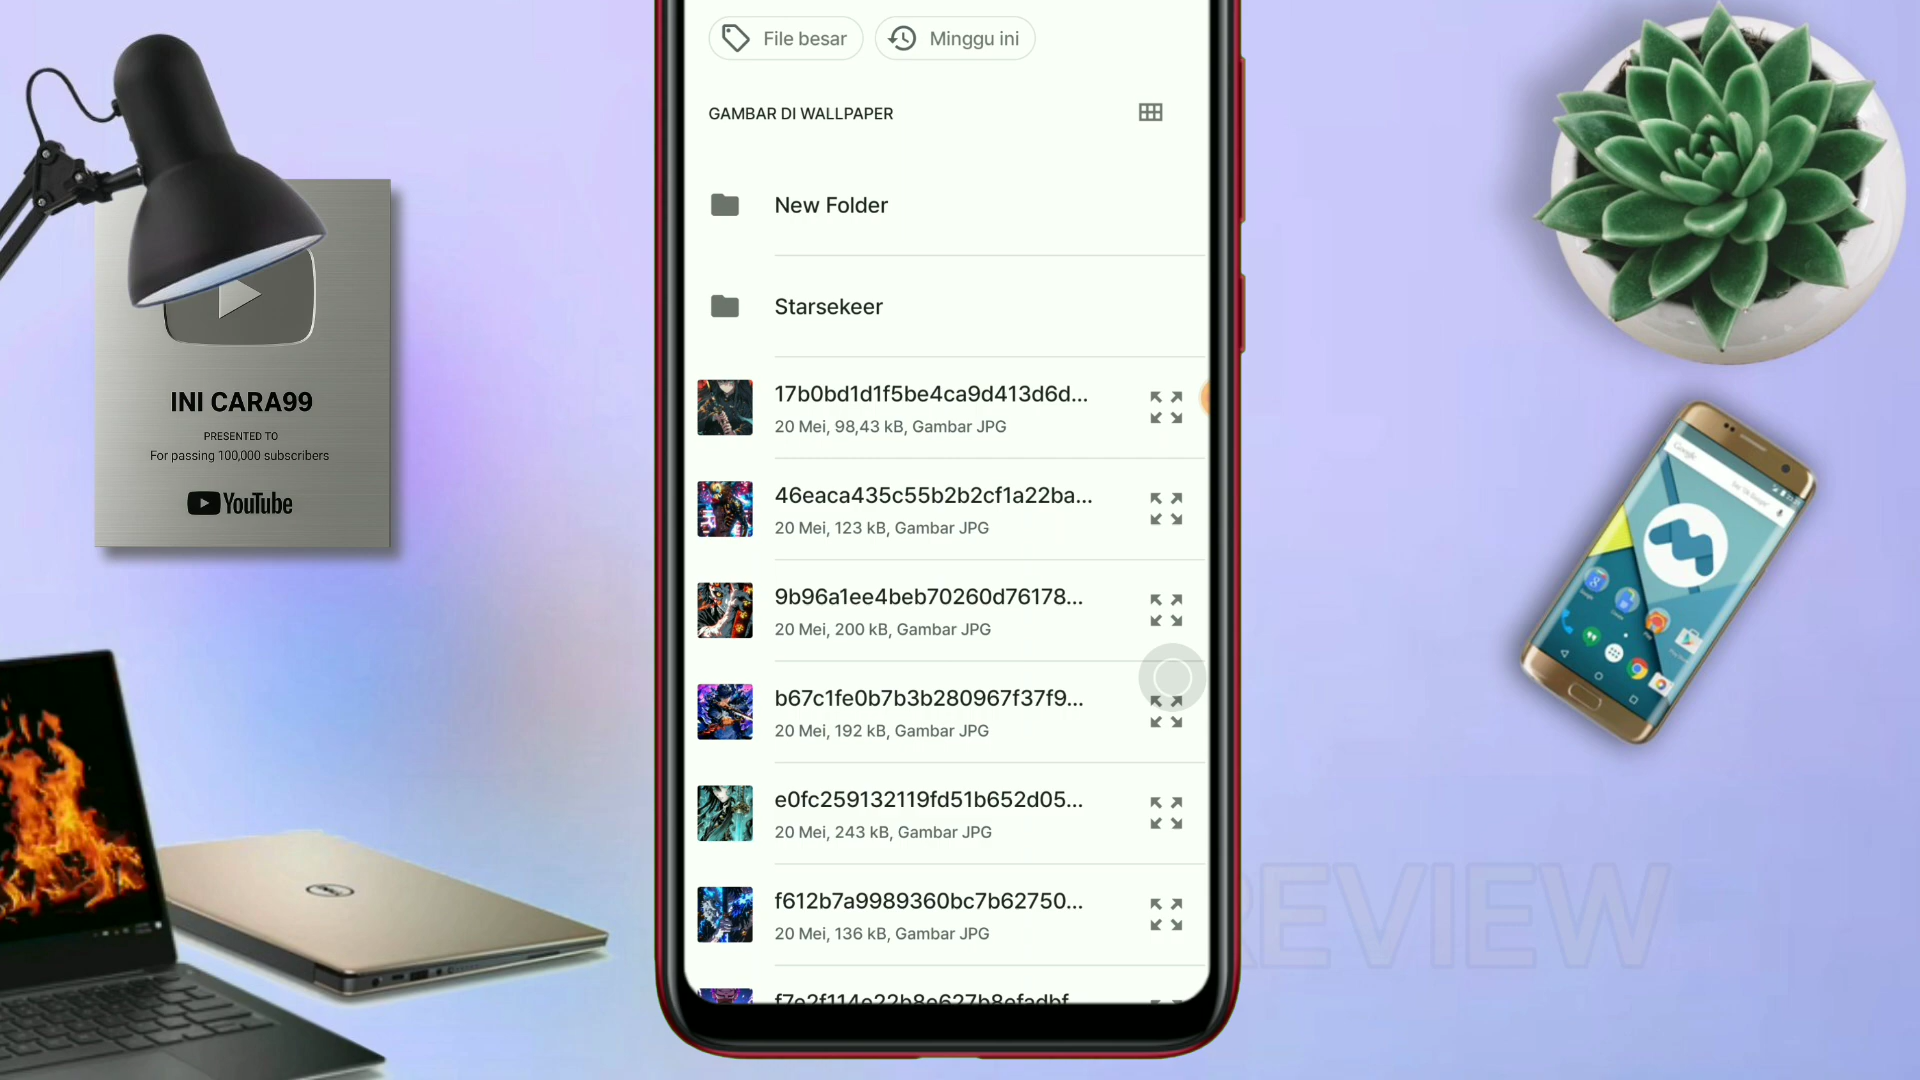 File besar
Minggu ini
GAMBAR DI WALLPAPER
New Folder
Starsekeer
17b0bd1d1f5be4ca9d413d6d...
20 Mei, 98,43 kB, Gambar JPG
46eaca435c55b2b2cf1a22ba...
20 Mei, 123 kB, Gambar JPG
9b96a1ee4beb70260d76178...
20 Mei, 200 kB, Gambar JPG
b67c1fe0b7b3b280967f37f9...
20 Mei, 192 kB, Gambar JPG
e0fc259132119fd51b652d05...
20 Mei, 243 kB, Gambar JPG
f612b7a9989360bc7b62750...
20 Mei, 136 kB, Gambar JPG
INI CARA99
PRESENTED TO
For passing 100,000 subscribers
YouTube
Google
REVIEW